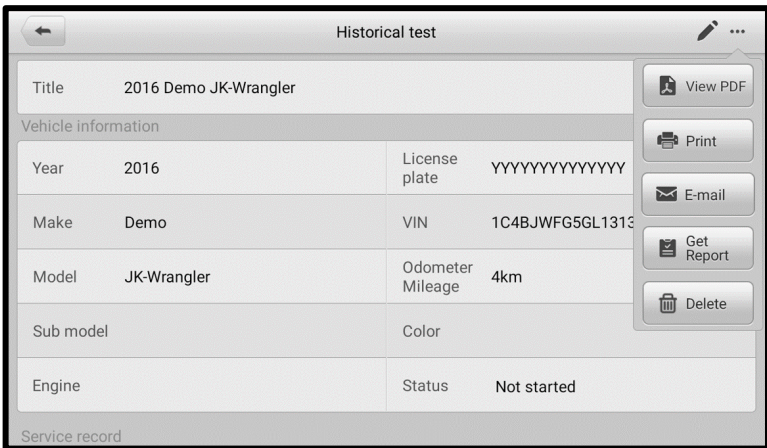 Historical test
View PDF
Print
E-mail
Get
Report
Delete
Title 2016 Demo JK-Wrangler
Vehicle information
Year 2016 License
plate YYYYYYYYYYYYYY
Make Demo VIN 1C4BJWFG5GL1313
Model JK-Wrangler Odometer
Mileage 4km
Sub model Color
Engine Status Not started
Service record